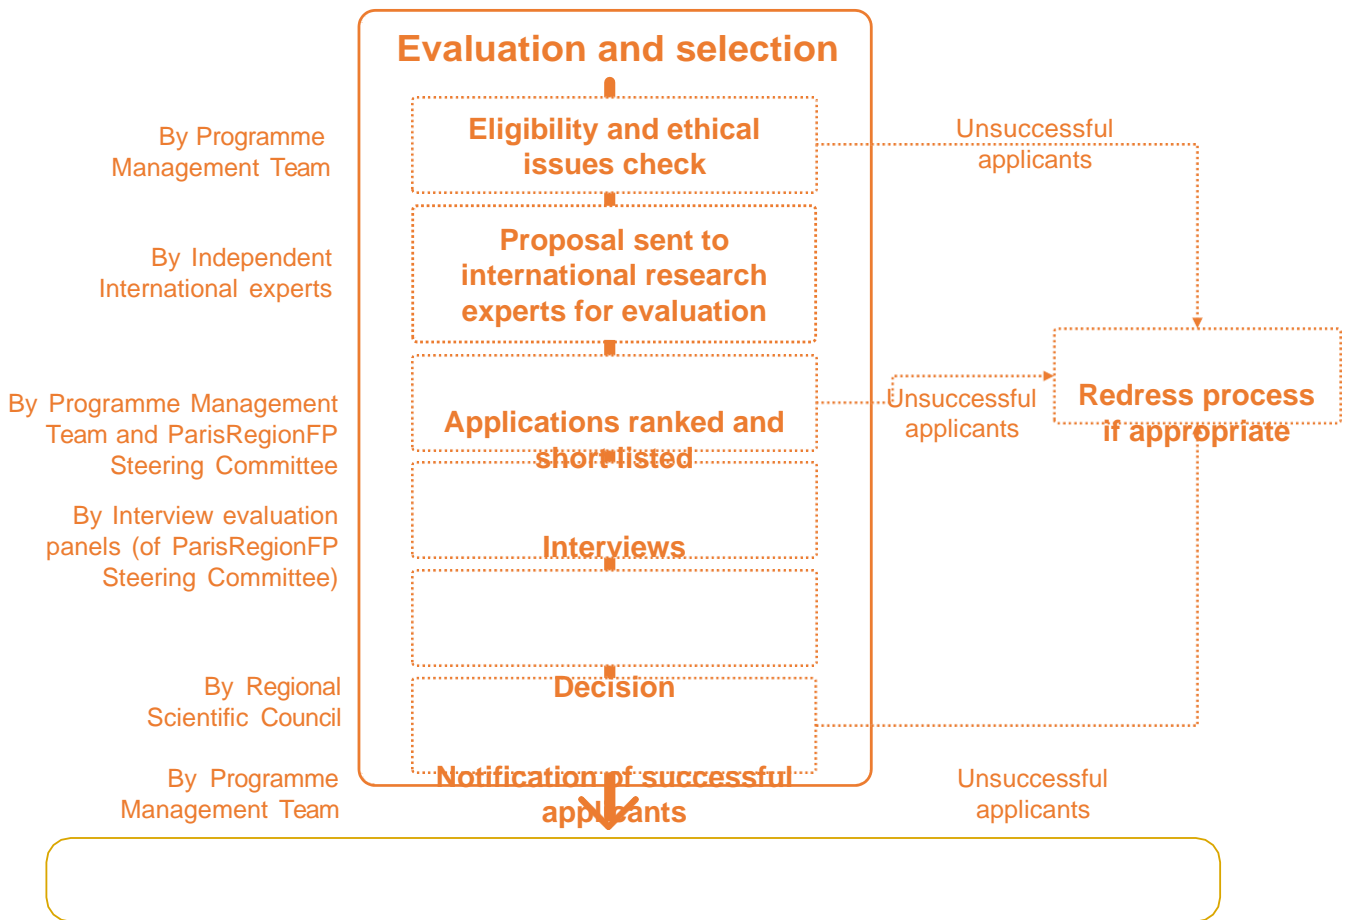 Evaluation and selection
By Programme
Management Team
Eligibility and ethical
issues check
Unsuccessful
applicants
By Independent
International experts
Proposal sent to
international research
experts for evaluation
By Programme Management
Team and ParisRegionFP
Steering Committee
Applications ranked and
short listed
Unsuccessful
applicants
Redress process
if appropriate
By Interview evaluation
panels (of ParisRegionFP
Steering Committee)
Interviews
By Regional
Scientific Council
Decision
By Programme
Management Team
Notification of successful
applicants
Unsuccessful
applicants